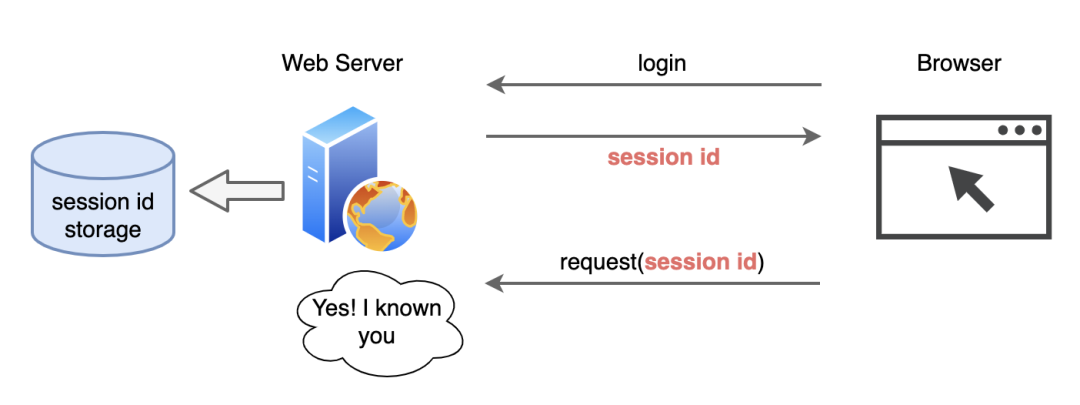 Web Server
login
Browser
session id
session id
storage
request(session id)
Yes! I known
you